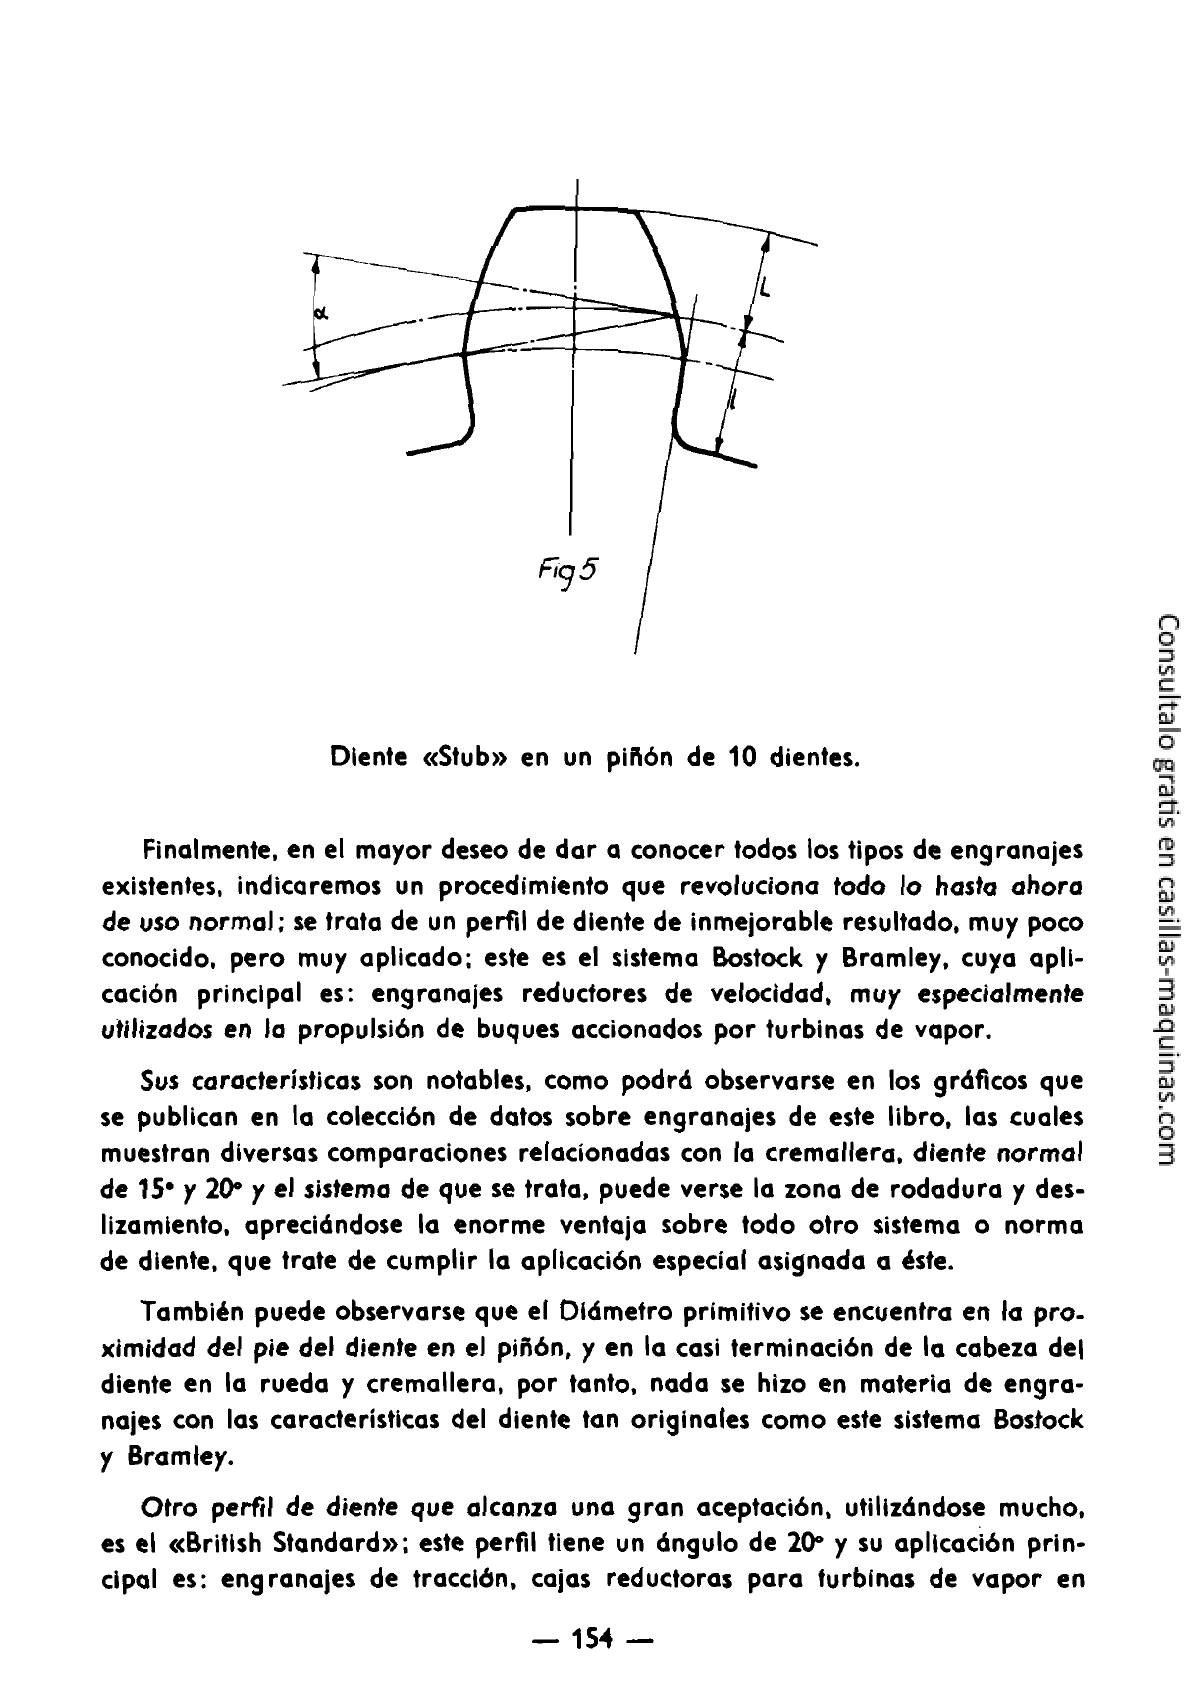 α
L
l
Fig 5
Diente «Stub» en un piñón de 10 dientes.
Finalmente, en el mayor deseo de dar a conocer todos los tipos de engranajes
existentes, indicaremos un procedimiento que revoluciona todo lo hasta ahora
de uso normal; se trata de un perfil de diente de inmejorable resultado, muy poco
conocido, pero muy aplicado; este es el sistema Bostock y Bramley, cuya apli-
cación principal es: engranajes reductores de velocidad, muy especialmente
utilizados en la propulsión de buques accionados por turbinas de vapor.
Sus características son notables, como podrá observarse en los gráficos que
se publican en la colección de datos sobre engranajes de este libro, las cuales
muestran diversas comparaciones relacionadas con la cremallera, diente normal
de 15° y 20° y el sistema de que se trata, puede verse la zona de rodadura y des-
lizamiento, apreciándose la enorme ventaja sobre todo otro sistema o norma
de diente, que trate de cumplir la aplicación especial asignada a éste.
También puede observarse que el Diámetro primitivo se encuentra en la pro-
ximidad del pie del diente en el piñón, y en la casi terminación de la cabeza del
diente en la rueda y cremallera, por tanto, nada se hizo en materia de engra-
najes con las características del diente tan originales como este sistema Bostock
y Bramley.
Otro perfil de diente que alcanza una gran aceptación, utilizándose mucho,
es el «British Standard»; este perfil tiene un ángulo de 20° y su aplicación prin-
cipal es: engranajes de tracción, cajas reductoras para turbinas de vapor en
— 154 —
Consultalo gratis en casillas-maquinas.com